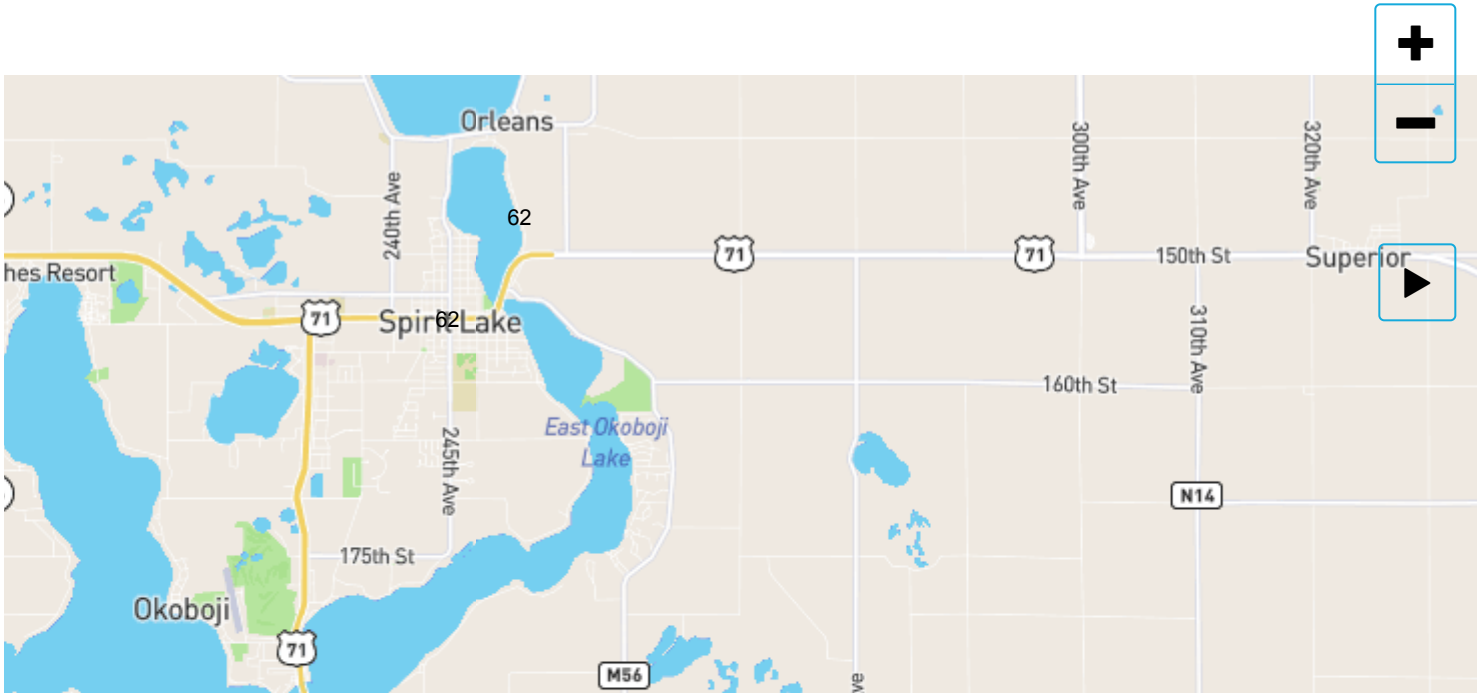 Orleans
300th Ave
320th Ave
240th Ave
62
71
71
150th St
Superior
hes Resort
71
Spirit Lake
62
310th Ave
160th St
East Okoboji
Lake
245th Ave
N14
175th St
Okoboji
71
M56